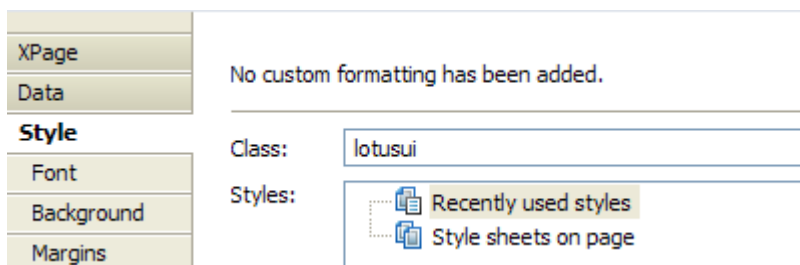 XPage
Data
Style
Font
Background
Margins
No custom formatting has been added.
Class: lotusui
Styles: Recently used styles
Style sheets on page